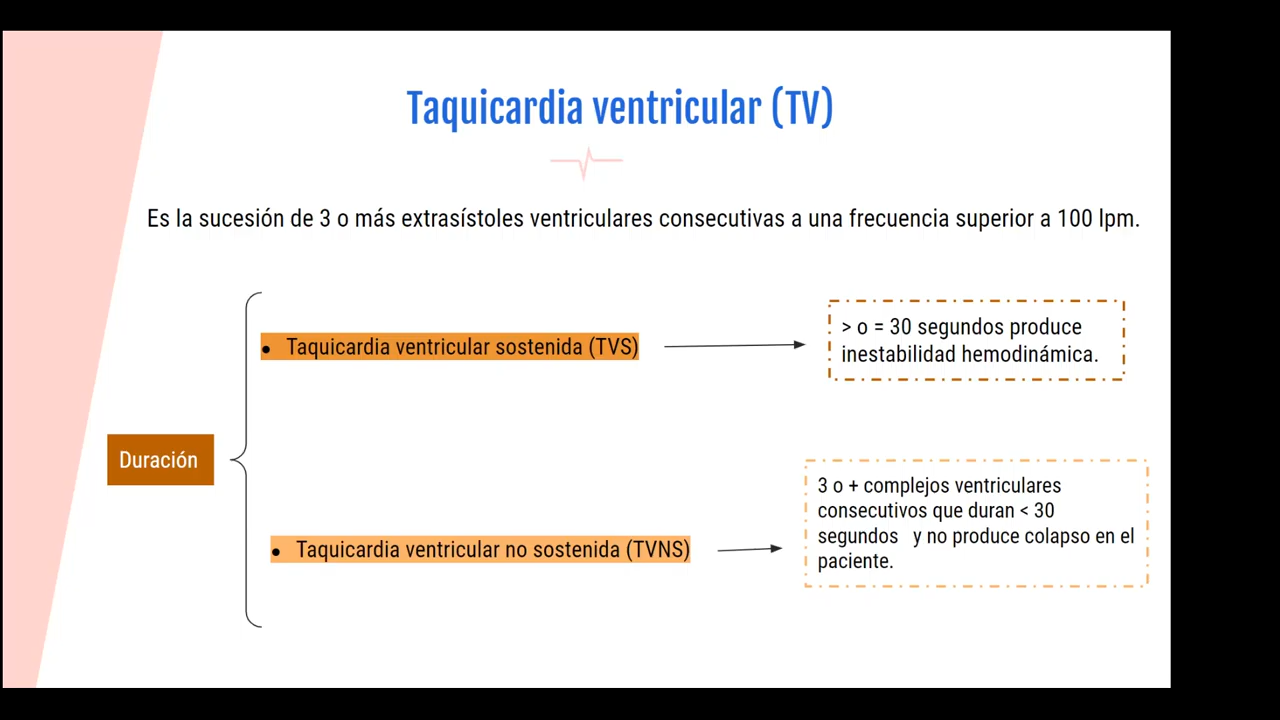 Taquicardia ventricular (TV)
Es la sucesión de 3 o más extrasístoles ventriculares consecutivas a una frecuencia superior a 100 lpm.
● Taquicardia ventricular sostenida (TVS)
> o = 30 segundos produce
inestabilidad hemodinámica.
Duración
● Taquicardia ventricular no sostenida (TVNS)
3 o + complejos ventriculares
consecutivos que duran < 30
segundos y no produce colapso en el
paciente.